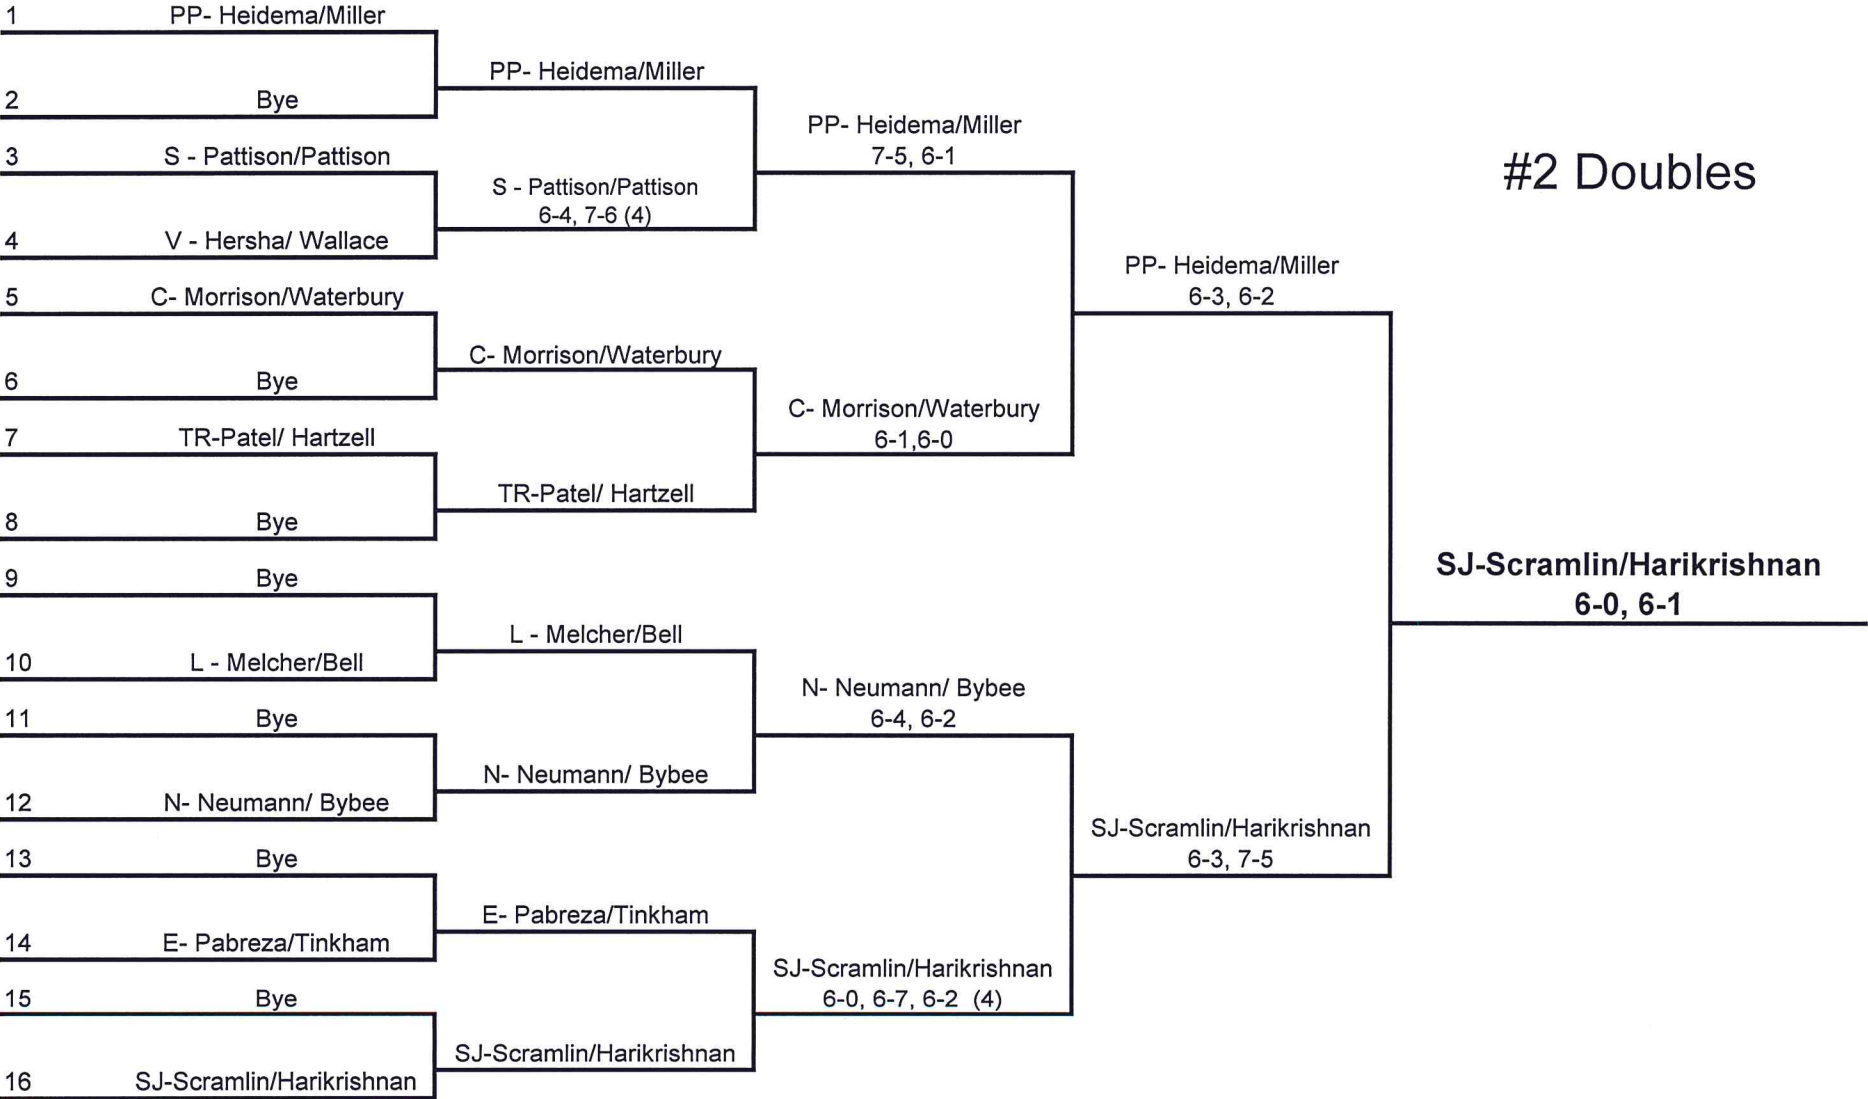 1 PP- Heidema/Miller
2 Bye
3 S - Pattison/Pattison
4 V - Hersha/ Wallace
5 C- Morrison/Waterbury
6 Bye
7 TR-Patel/ Hartzell
8 Bye
9 Bye
10 L - Melcher/Bell
11 Bye
12 N- Neumann/ Bybee
13 Bye
14 E- Pabreza/Tinkham
15 Bye
16 SJ-Scramlin/Harikrishnan
PP- Heidema/Miller
S - Pattison/Pattison
6-4, 7-6 (4)
C- Morrison/Waterbury
TR-Patel/ Hartzell
L - Melcher/Bell
N- Neumann/ Bybee
E- Pabreza/Tinkham
SJ-Scramlin/Harikrishnan
PP- Heidema/Miller
7-5, 6-1
C- Morrison/Waterbury
6-1,6-0
N- Neumann/ Bybee
6-4, 6-2
SJ-Scramlin/Harikrishnan
6-0, 6-7, 6-2 (4)
PP- Heidema/Miller
6-3, 6-2
SJ-Scramlin/Harikrishnan
6-3, 7-5
#2 Doubles
SJ-Scramlin/Harikrishnan
6-0, 6-1